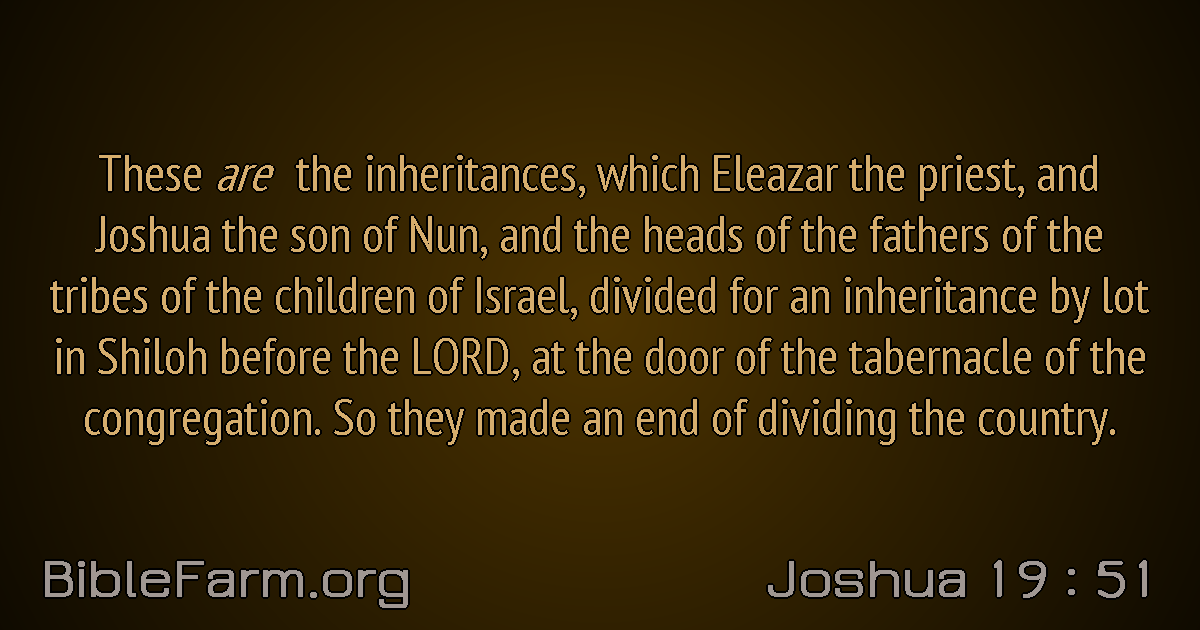 These are the inheritances, which Eleazar the priest, and
Joshua the son of Nun, and the heads of the fathers of the
tribes of the children of Israel, divided for an inheritance by lot
in Shiloh before the LORD, at the door of the tabernacle of the
congregation. So they made an end of dividing the country.
BibleFarm.org
Joshua 19 : 51